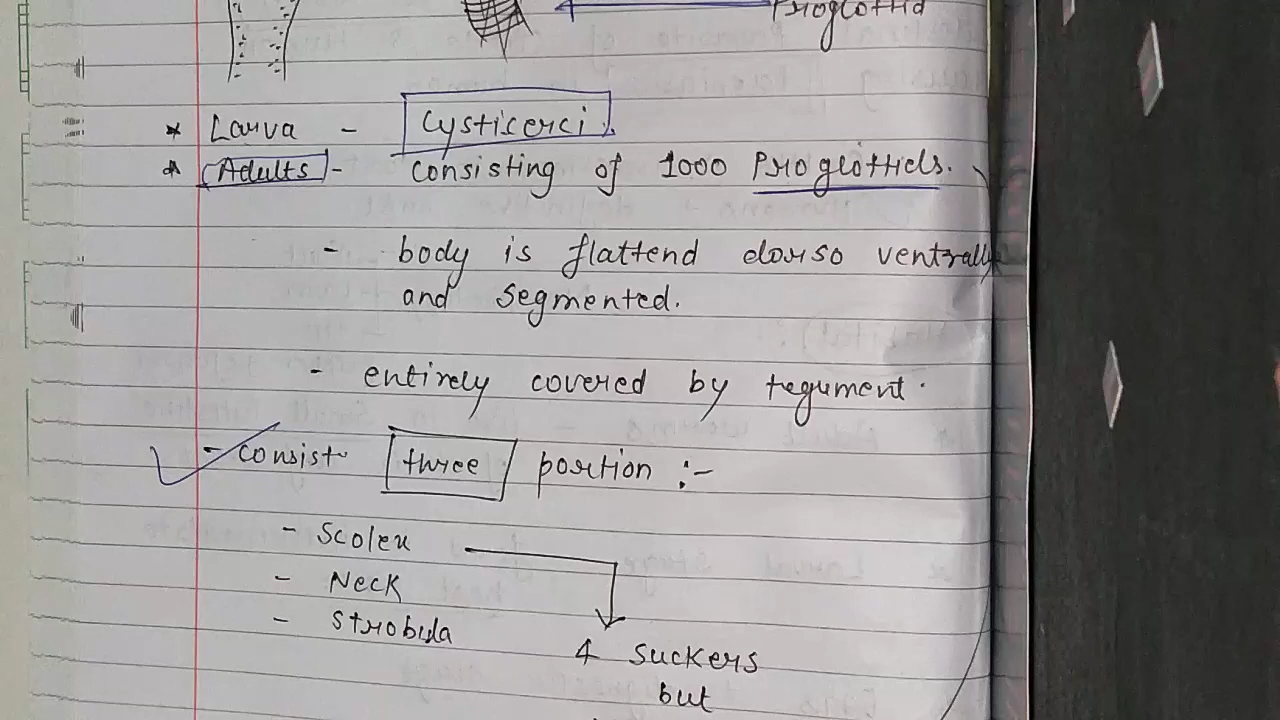 Proglottid
* Larva - Cysticerci.
* Adults - consisting of 1000 Proglottids.
- body is flattend dorso ventrally
and segmented.
- entirely covered by tegument.
- consist three portion :-
- Scolex
- Neck
- Strobila
4 suckers
but